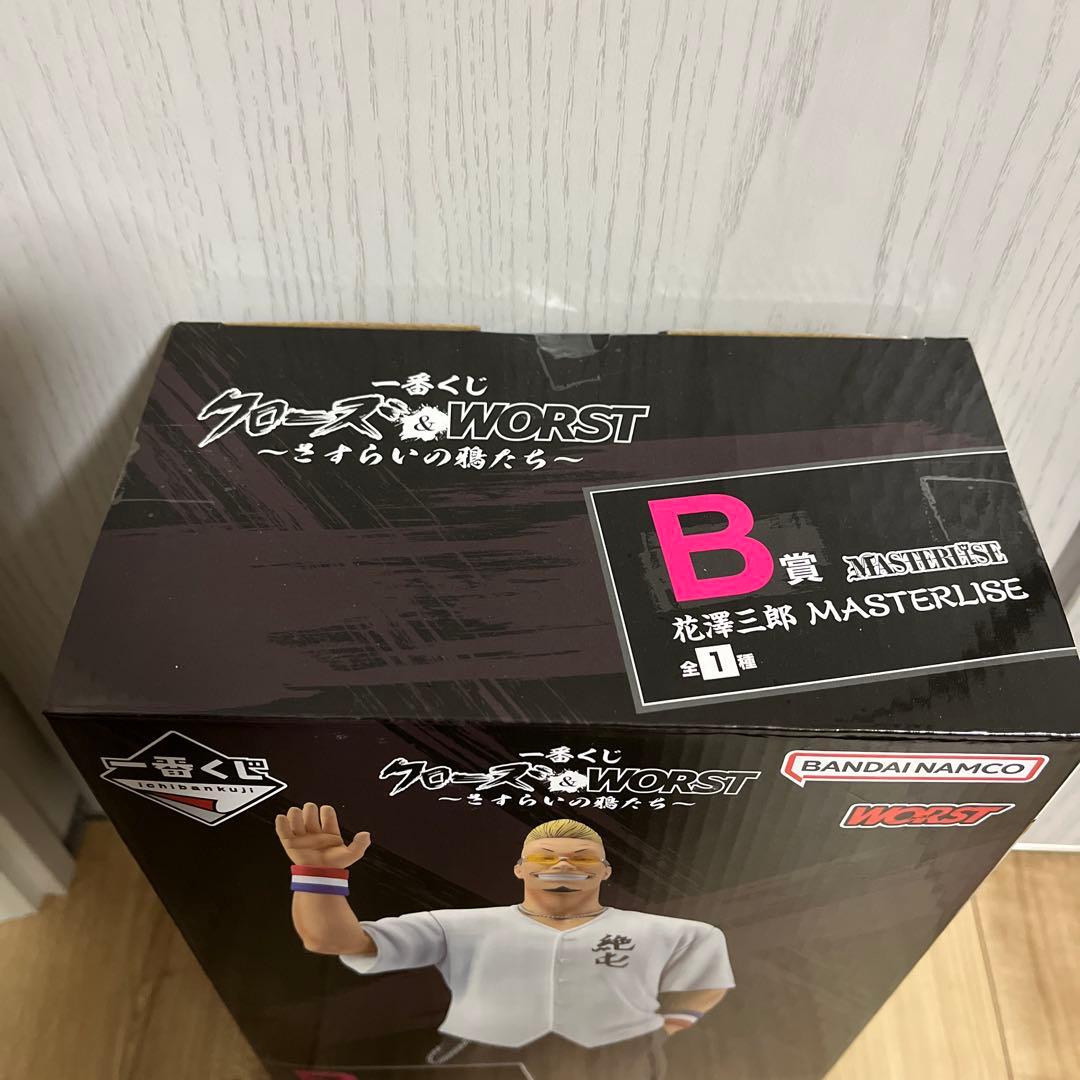 一番くじ
クローズ&WORST
～さすらいの鴉たち～
B賞 MASTERLISE
花澤三郎 MASTERLISE
全1種
一番くじ
ichibankuji
一番くじ
クローズ&WORST
～さすらいの鴉たち～
BANDAI NAMCO
WORST